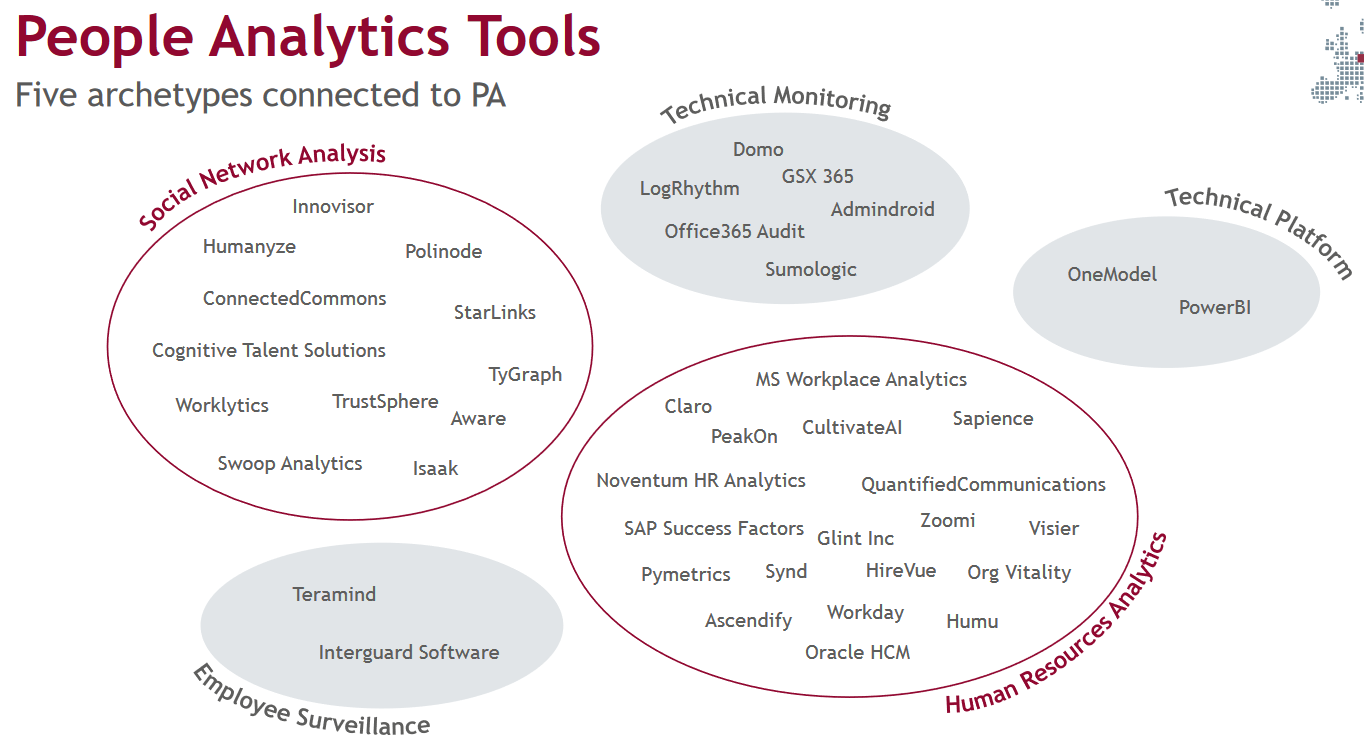 People Analytics Tools
Five archetypes connected to PA
Social Network Analysis
Innovisor
Humanyze
Polinode
ConnectedCommons
StarLinks
Cognitive Talent Solutions
TyGraph
Worklytics
TrustSphere
Aware
Swoop Analytics
Isaak
Technical Monitoring
Domo
GSX 365
LogRhythm
Admindroid
Office365 Audit
Sumologic
Technical Platform
OneModel
PowerBI
MS Workplace Analytics
Claro
Sapience
CultivateAI
PeakOn
Noventum HR Analytics
QuantifiedCommunications
Zoomi
SAP Success Factors
Glint Inc
Visier
Pymetrics
Synd
HireVue
Org Vitality
Ascendify
Workday
Humu
Oracle HCM
Human Resources Analytics
Teramind
Interguard Software
Employee Surveillance